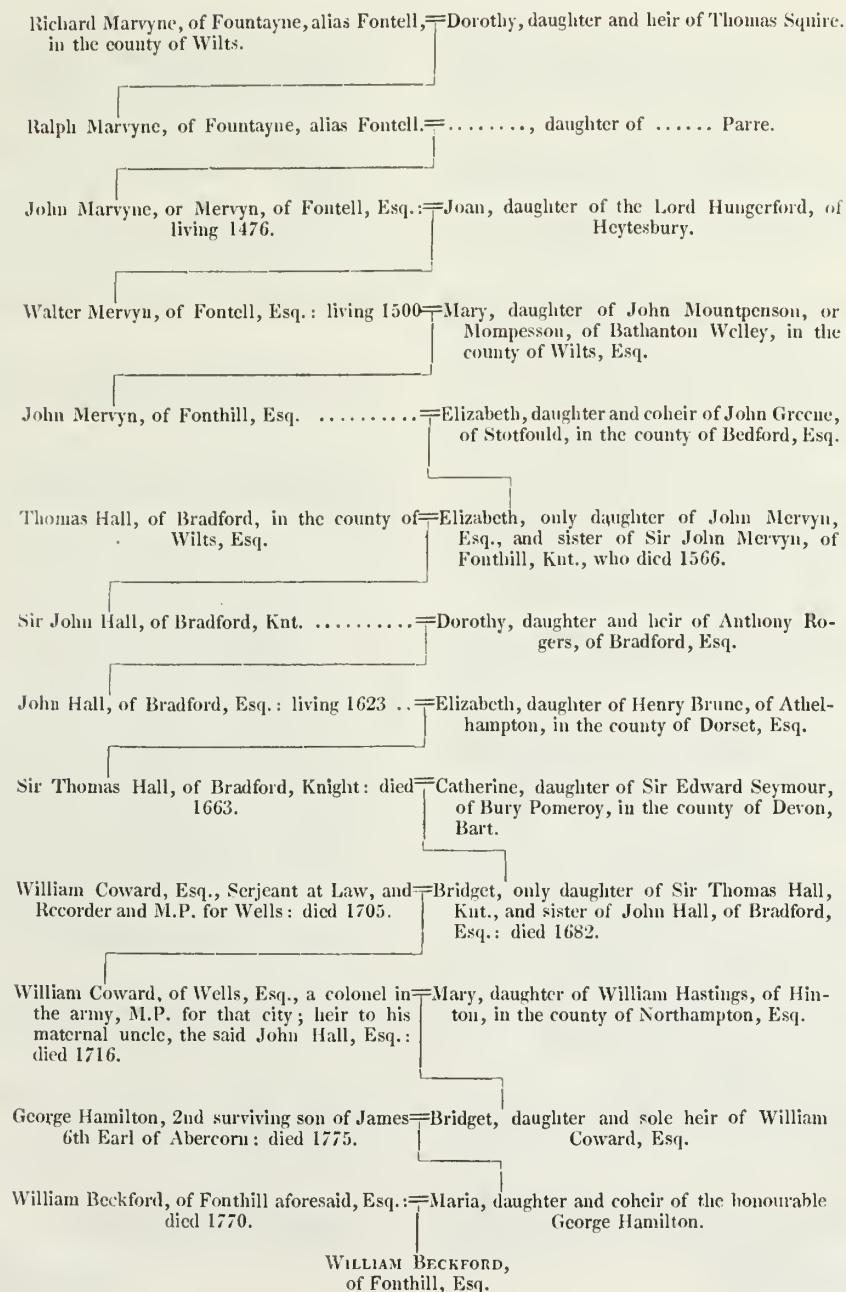 Richard Marvyne, of Fountayne, alias Fontell,
in the county of Wilts.
Dorothy, daughter and heir of Thomas Squire.
Ralph Marvyne, of Fountayne, alias Fontell.
........, daughter of ...... Parre.
John Marvyne, or Mervyn, of Fontell, Esq.:
living 1476.
Joan, daughter of the Lord Hungerford, of
Heytesbury.
Walter Mervyn, of Fontell, Esq.: living 1500
Mary, daughter of John Mountpenson, or
Mompesson, of Bathanton Welley, in the
county of Wilts, Esq.
John Mervyn, of Fonthill, Esq. ..........
Elizabeth, daughter and coheir of John Greene,
of Stotfould, in the county of Bedford, Esq.
Thomas Hall, of Bradford, in the county of
Wilts, Esq.
Elizabeth, only daughter of John Mervyn,
Esq., and sister of Sir John Mervyn, of
Fonthill, Knt., who died 1566.
Sir John Hall, of Bradford, Knt. ..........
Dorothy, daughter and heir of Anthony Ro-
gers, of Bradford, Esq.
John Hall, of Bradford, Esq.: living 1623 ..
Elizabeth, daughter of Henry Brune, of Athel-
hampton, in the county of Dorset, Esq.
Sir Thomas Hall, of Bradford, Knight: died
1663.
Catherine, daughter of Sir Edward Seymour,
of Bury Pomeroy, in the county of Devon,
Bart.
William Coward, Esq., Serjeant at Law, and
Recorder and M.P. for Wells: died 1705.
Bridget, only daughter of Sir Thomas Hall,
Knt., and sister of John Hall, of Bradford,
Esq.: died 1682.
William Coward, of Wells, Esq., a colonel in
the army, M.P. for that city; heir to his
maternal uncle, the said John Hall, Esq.:
died 1716.
Mary, daughter of William Hastings, of Hin-
ton, in the county of Northampton, Esq.
George Hamilton, 2nd surviving son of James
6th Earl of Abercorn: died 1775.
Bridget, daughter and sole heir of William
Coward, Esq.
William Beckford, of Fonthill aforesaid, Esq.:
died 1770.
Maria, daughter and coheir of the honourable
George Hamilton.
WILLIAM BECKFORD,
of Fonthill, Esq.